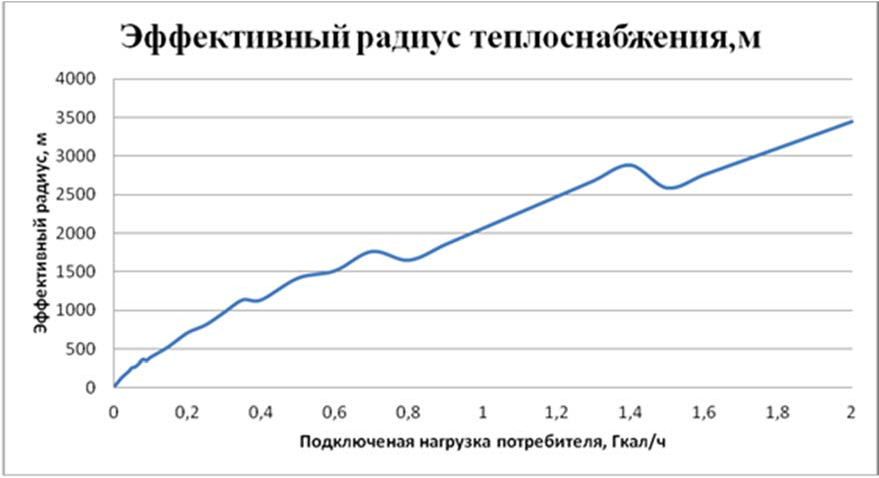 Эффективный радиус теплоснабжения,м
4000
3500
3000
2500
2000
1500
1000
500
0
Эффективный радиус, м
0 0,2 0,4 0,6 0,8 1 1,2 1,4 1,6 1,8 2
Подключеная нагрузка потребителя, Гкал/ч